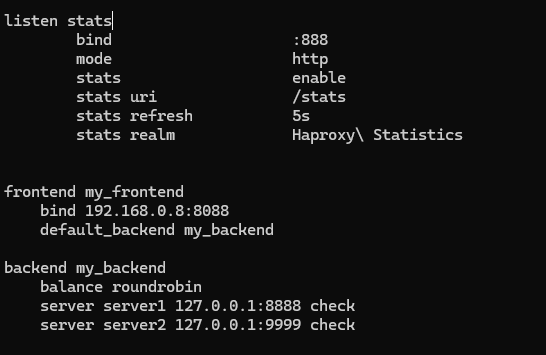 listen stats
bind :888
mode http
stats enable
stats uri /stats
stats refresh 5s
stats realm Haproxy\ Statistics
frontend my_frontend
bind 192.168.0.8:8088
default_backend my_backend
backend my_backend
balance roundrobin
server server1 127.0.0.1:8888 check
server server2 127.0.0.1:9999 check